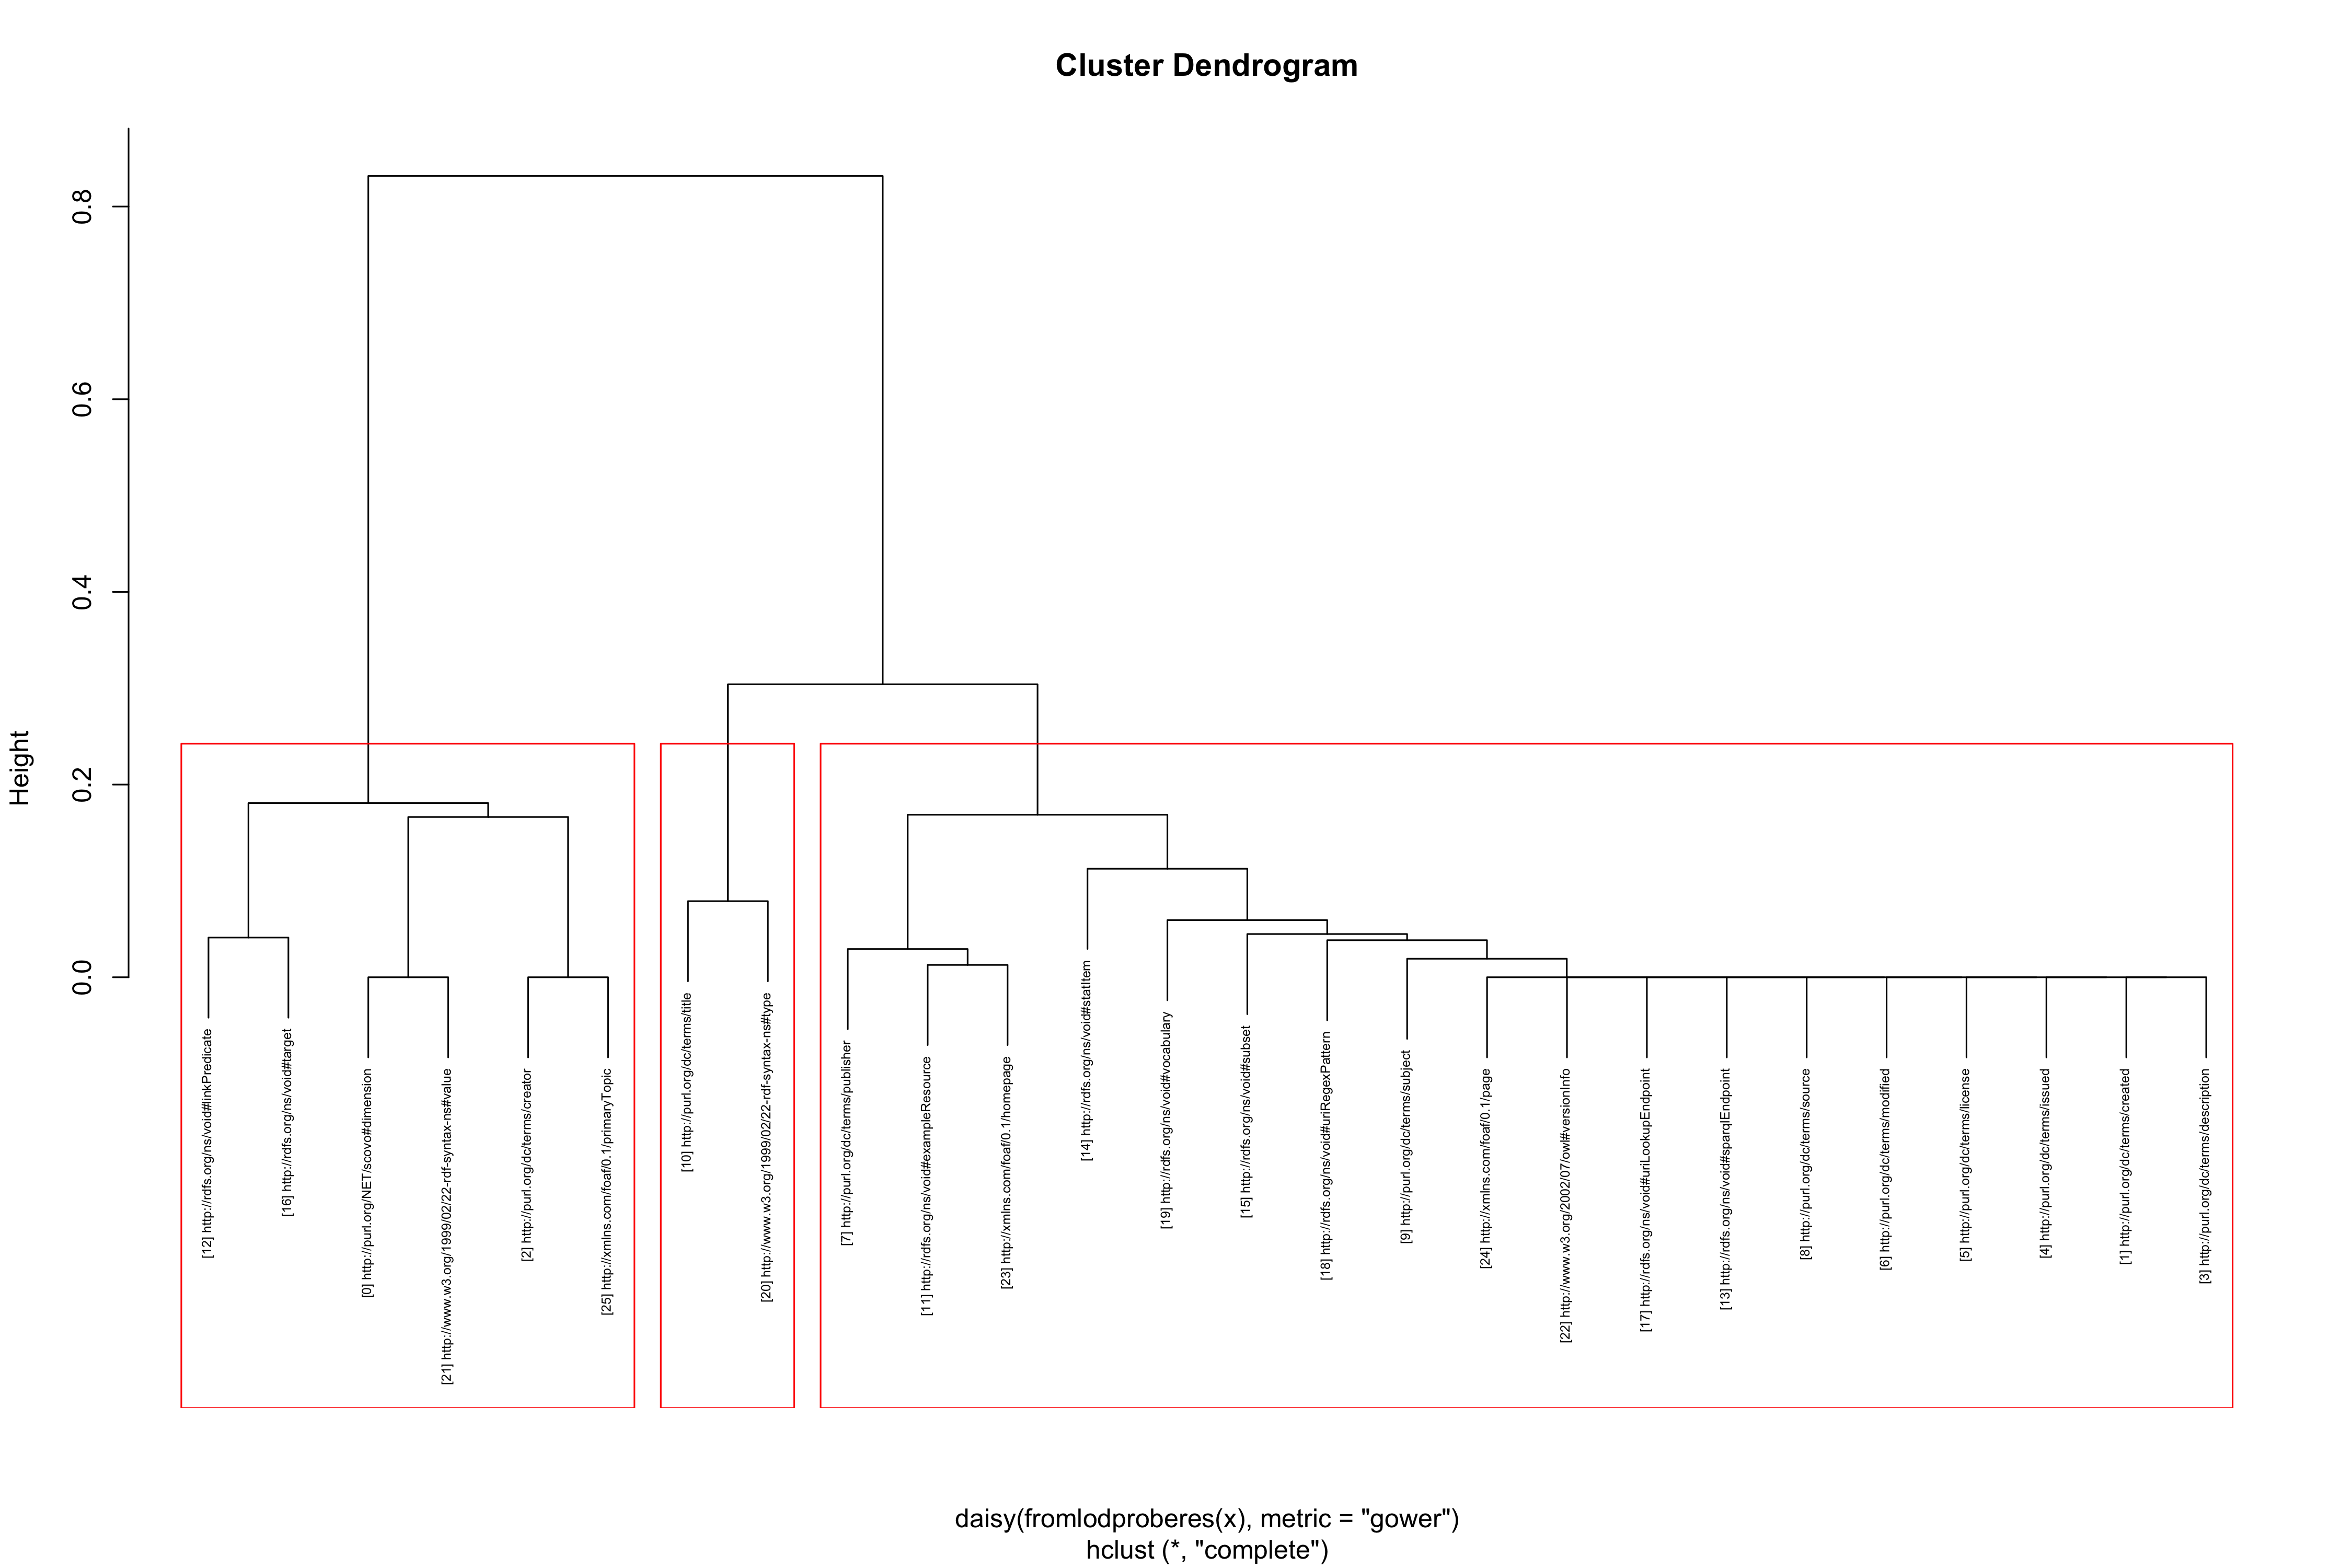 Cluster Dendrogram
Height
0.0
0.2
0.4
0.6
0.8
[12] http://rdfs.org/ns/void#linkPredicate
[16] http://rdfs.org/ns/void#target
[0] http://purl.org/NET/scovo#dimension
[21] http://www.w3.org/1999/02/22-rdf-syntax-ns#value
[2] http://purl.org/dc/terms/creator
[25] http://xmlns.com/foaf/0.1/primaryTopic
[10] http://purl.org/dc/terms/title
[20] http://www.w3.org/1999/02/22-rdf-syntax-ns#type
[7] http://purl.org/dc/terms/publisher
[11] http://rdfs.org/ns/void#exampleResource
[23] http://xmlns.com/foaf/0.1/homepage
[14] http://rdfs.org/ns/void#statItem
[19] http://rdfs.org/ns/void#vocabulary
[15] http://rdfs.org/ns/void#subset
[18] http://rdfs.org/ns/void#uriRegexPattern
[9] http://purl.org/dc/terms/subject
[24] http://xmlns.com/foaf/0.1/page
[22] http://www.w3.org/2002/07/owl#versionInfo
[17] http://rdfs.org/ns/void#uriLookupEndpoint
[13] http://rdfs.org/ns/void#sparqlEndpoint
[8] http://purl.org/dc/terms/source
[6] http://purl.org/dc/terms/modified
[5] http://purl.org/dc/terms/license
[4] http://purl.org/dc/terms/issued
[1] http://purl.org/dc/terms/created
[3] http://purl.org/dc/terms/description
daisy(fromlodproberes(x), metric = "gower")
hclust (*, "complete")